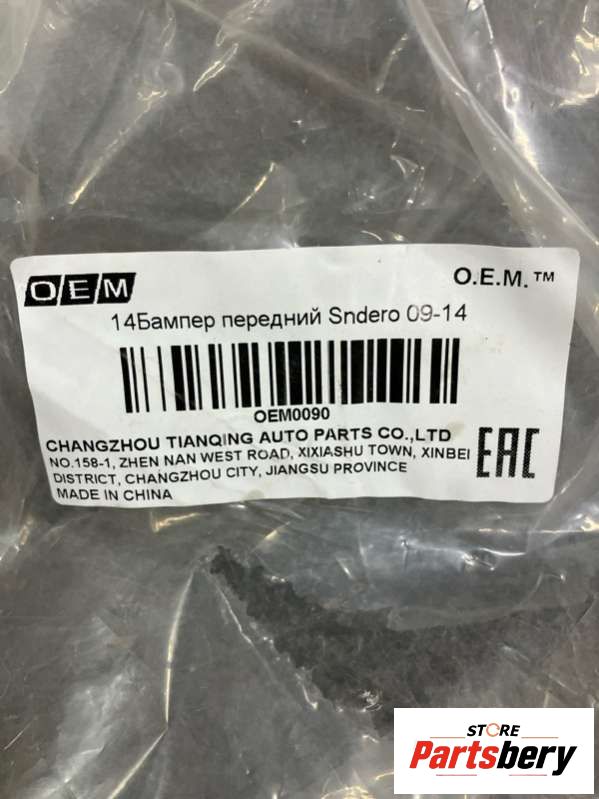 OEM
O.E.M.™
14Бампер передний Sndero 09-14
OEM0090
CHANGZHOU TIANQING AUTO PARTS CO.,LTD
NO.158-1, ZHEN NAN WEST ROAD, XIXIASHU TOWN, XINBEI
DISTRICT, CHANGZHOU CITY, JIANGSU PROVINCE
MADE IN CHINA
EAC
STORE
Partsbery